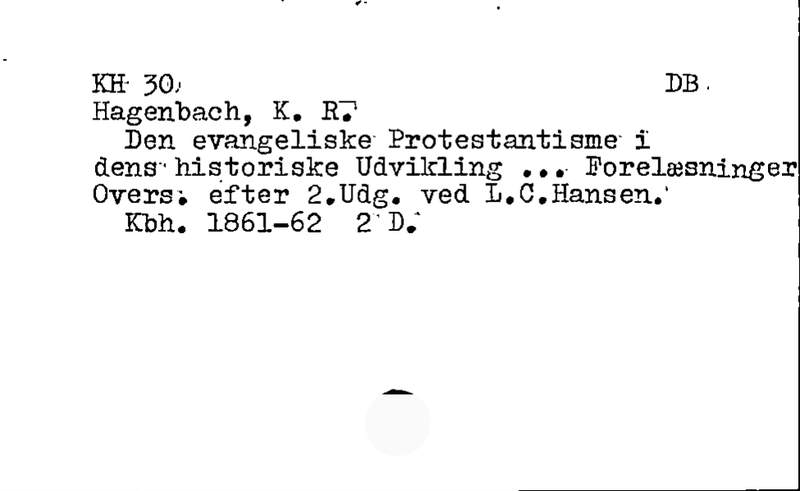 KH 30 DB
Hagenbach, K. R.
Den evangeliske Protestantisme i
dens historiske Udvikling ... Forelæsninger
Overs. efter 2.Udg. ved L.C.Hansen.
Kbh. 1861-62 2 D.